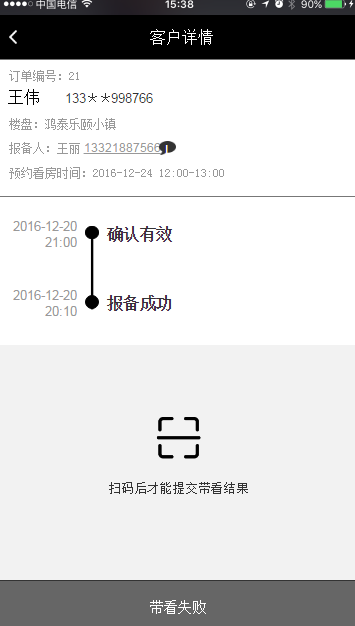 中国电信 15:38 90%
客户详情
订单编号：21
王伟 133**998766
楼盘：鸿泰乐颐小镇
报备人：王丽 13321887566
预约看房时间：2016-12-24 12:00-13:00
2016-12-20 21:00 确认有效
2016-12-20 20:10 报备成功
扫码后才能提交带看结果
带看失败